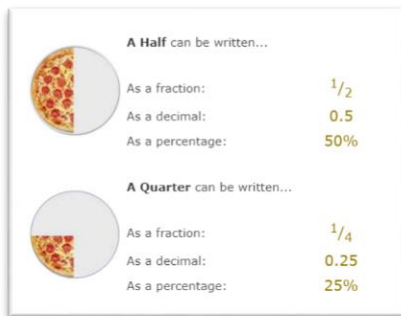 A Half can be written...
As a fraction: 1/2
As a decimal: 0.5
As a percentage: 50%
A Quarter can be written...
As a fraction: 1/4
As a decimal: 0.25
As a percentage: 25%